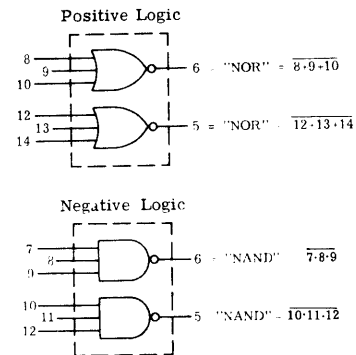 Positive Logic
8
9
10
6 = "NOR" = 8+9+10
12
13
14
5 = "NOR" = 12+13+14
Negative Logic
7
8
9
6 = "NAND" 7·8·9
10
11
12
5 "NAND" = 10·11·12